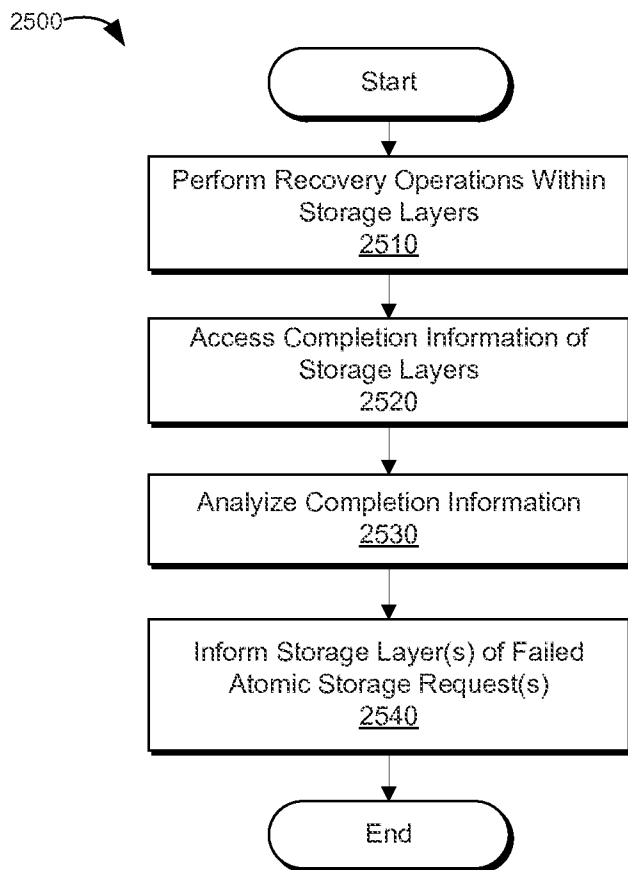 2500
Start
Perform Recovery Operations Within
Storage Layers
2510
Access Completion Information of
Storage Layers
2520
Analyize Completion Information
2530
Inform Storage Layer(s) of Failed
Atomic Storage Request(s)
2540
End